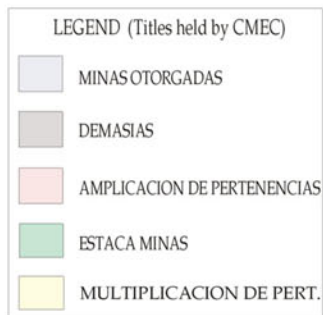 LEGEND (Titles held by CMEC)
MINAS OTORGADAS
DEMASIAS
AMPLICACION DE PERTENENCIAS
ESTACA MINAS
MULTIPLICACION DE PERT.